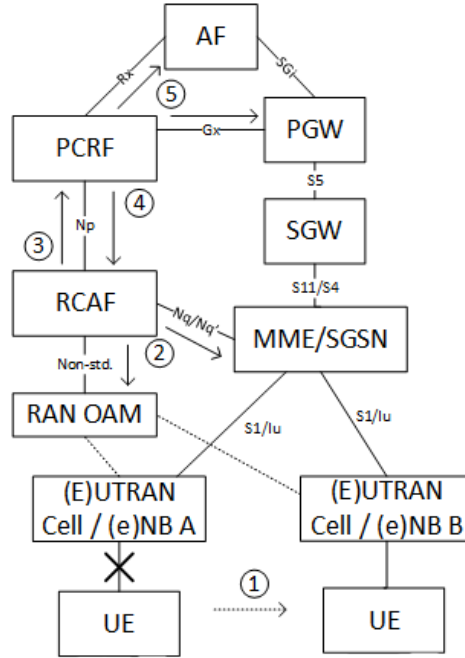 AF
Rx
SGi
5
PCRF
Gx
PGW
S5
4
3
Np
SGW
S11/S4
RCAF
Nq/Nq'
MME/SGSN
Non-std.
2
RAN OAM
S1/Iu
S1/Iu
(E)UTRAN
Cell / (e)NB A
(E)UTRAN
Cell / (e)NB B
1
UE
UE